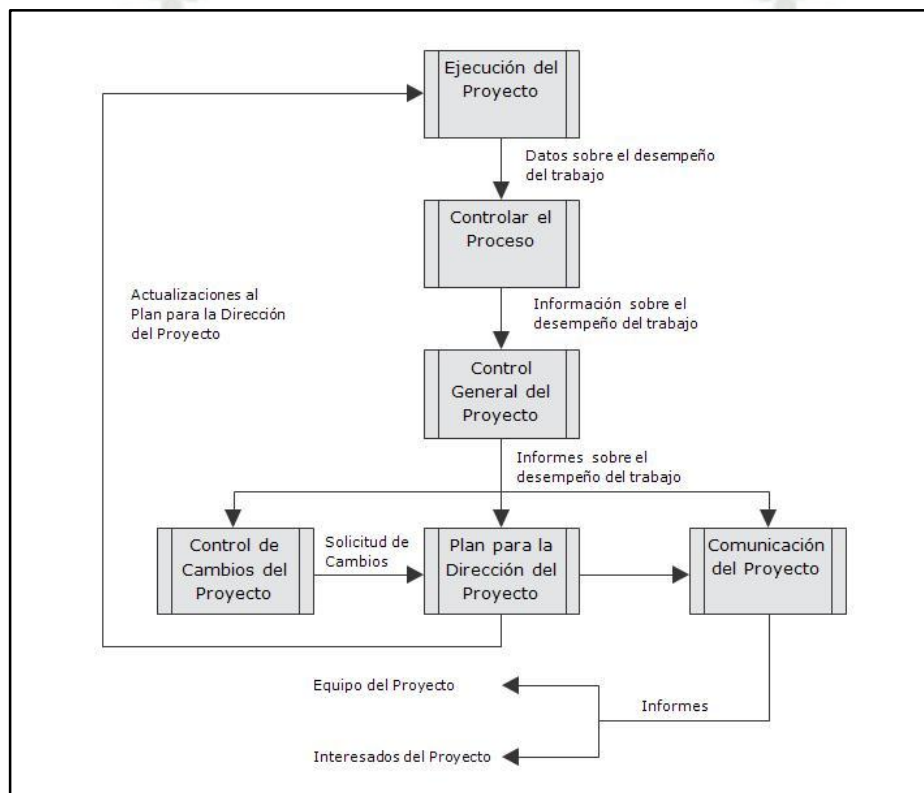 Ejecución del
Proyecto
Datos sobre el desempeño
del trabajo
Controlar el
Proceso
Actualizaciones al
Plan para la Dirección
del Proyecto
Información sobre el
desempeño del trabajo
Control
General del
Proyecto
Informes sobre el
desempeño del trabajo
Control de
Cambios del
Proyecto
Solicitud de
Cambios
Plan para la
Dirección del
Proyecto
Comunicación
del Proyecto
Equipo del Proyecto
Informes
Interesados del Proyecto